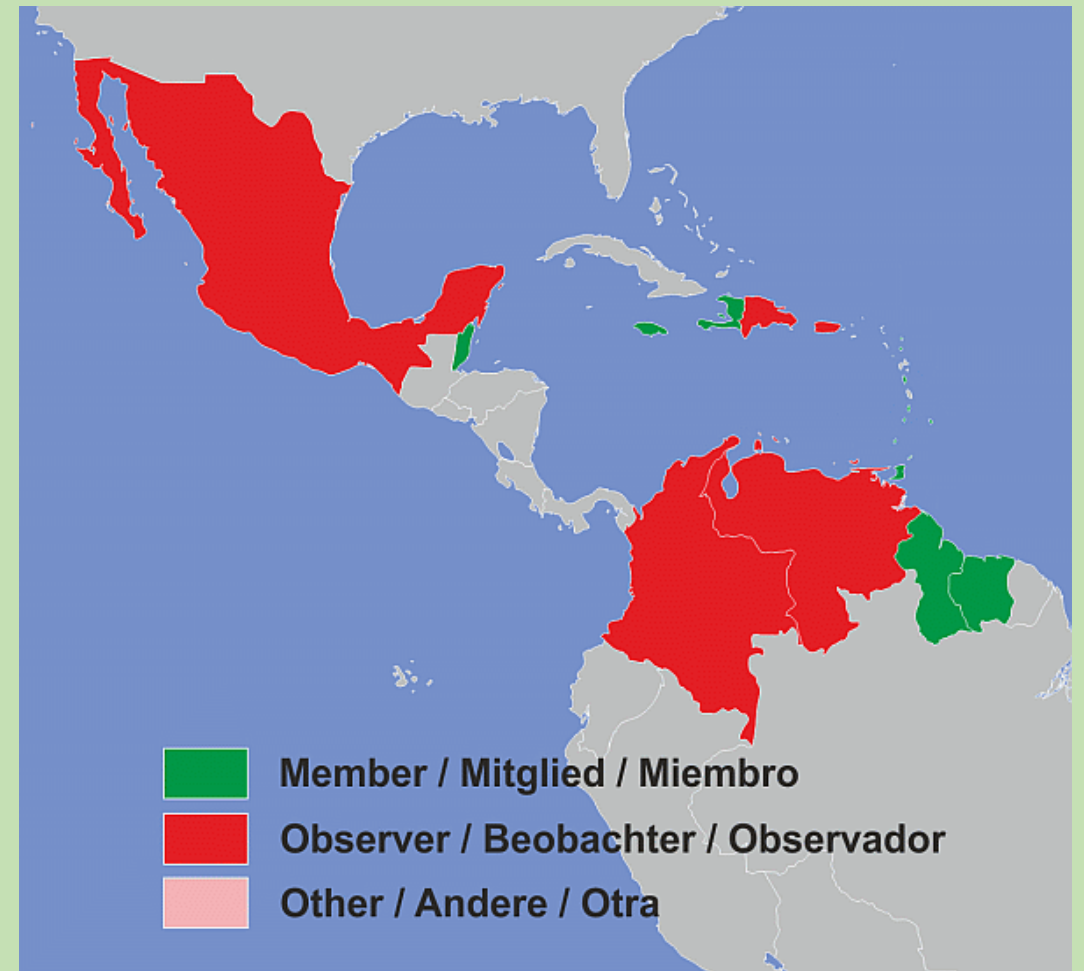 Member / Mitglied / Miembro
Observer / Beobachter / Observador
Other / Andere / Otra